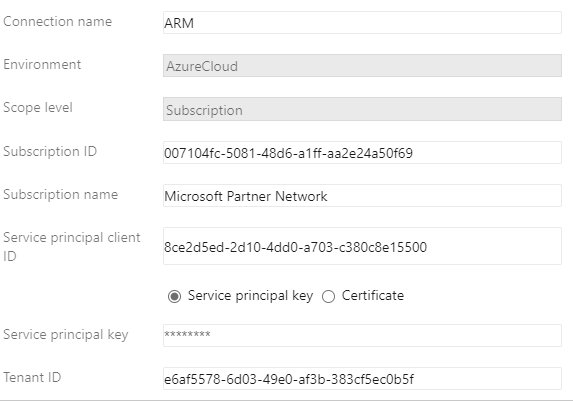 Connection name
ARM
Environment
AzureCloud
Scope level
Subscription
Subscription ID
007104fc-5081-48d6-a1ff-aa2e24a50f69
Subscription name
Microsoft Partner Network
Service principal client
ID
8ce2d5ed-2d10-4dd0-a703-c380c8e15500
Service principal key Certificate
Service principal key
********
Tenant ID
e6af5578-6d03-49e0-af3b-383cf5ec0b5f